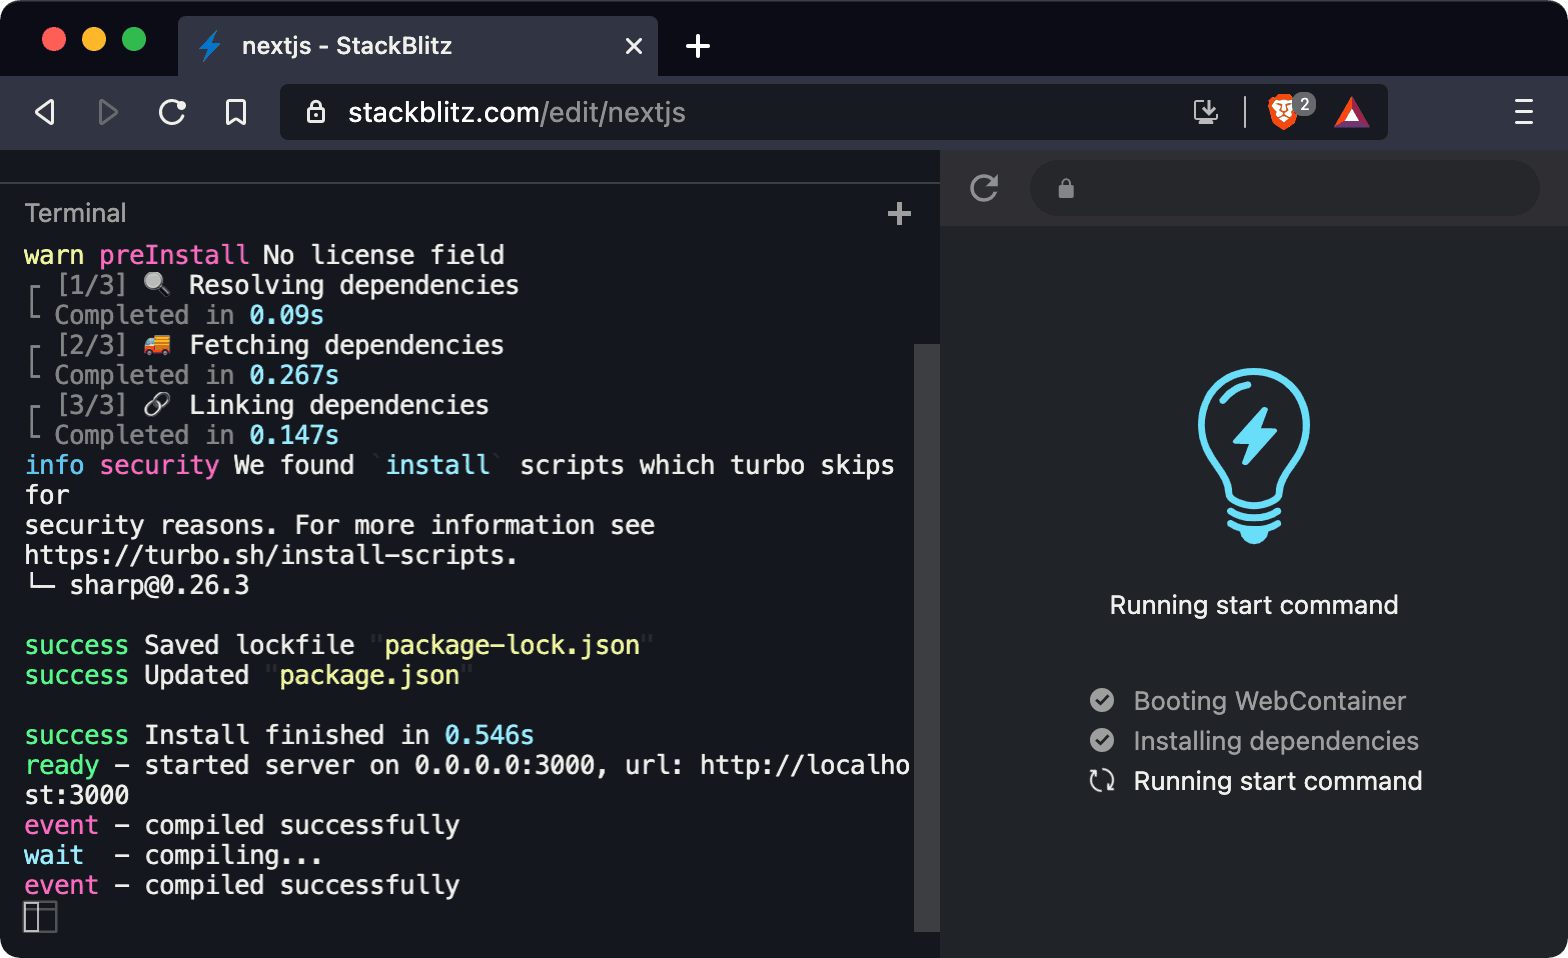 nextjs - StackBlitz
stackblitz.com/edit/nextjs
2
Terminal
warn preInstall No license field
[1/3] 🔍 Resolving dependencies
Completed in 0.09s
[2/3] 🚚 Fetching dependencies
Completed in 0.267s
[3/3] 🔗 Linking dependencies
Completed in 0.147s
info security We found `install` scripts which turbo skips
for
security reasons. For more information see
https://turbo.sh/install-scripts.
└─ sharp@0.26.3
success Saved lockfile "package-lock.json"
success Updated "package.json"
success Install finished in 0.546s
ready - started server on 0.0.0.0:3000, url: http://localho
st:3000
event - compiled successfully
wait  - compiling...
event - compiled successfully
Running start command
Booting WebContainer
Installing dependencies
Running start command